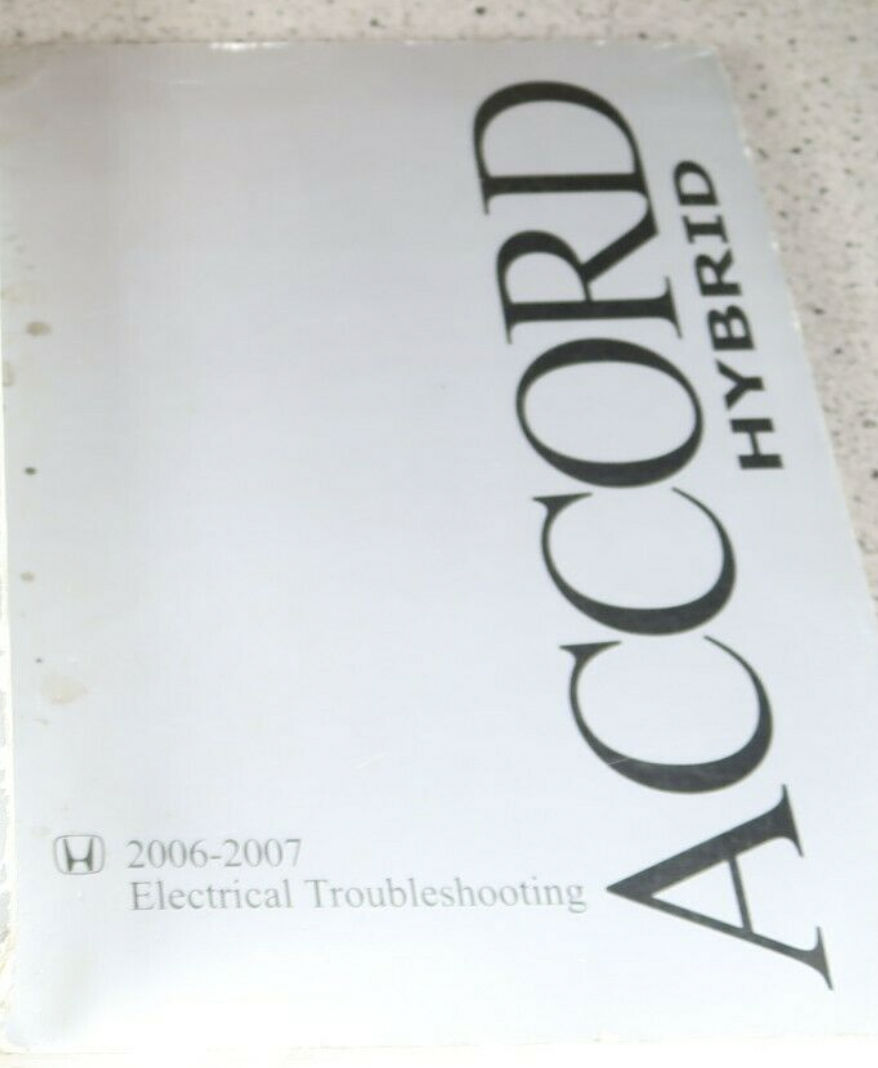 ACCORD
HYBRID
2006-2007
Electrical Troubleshooting